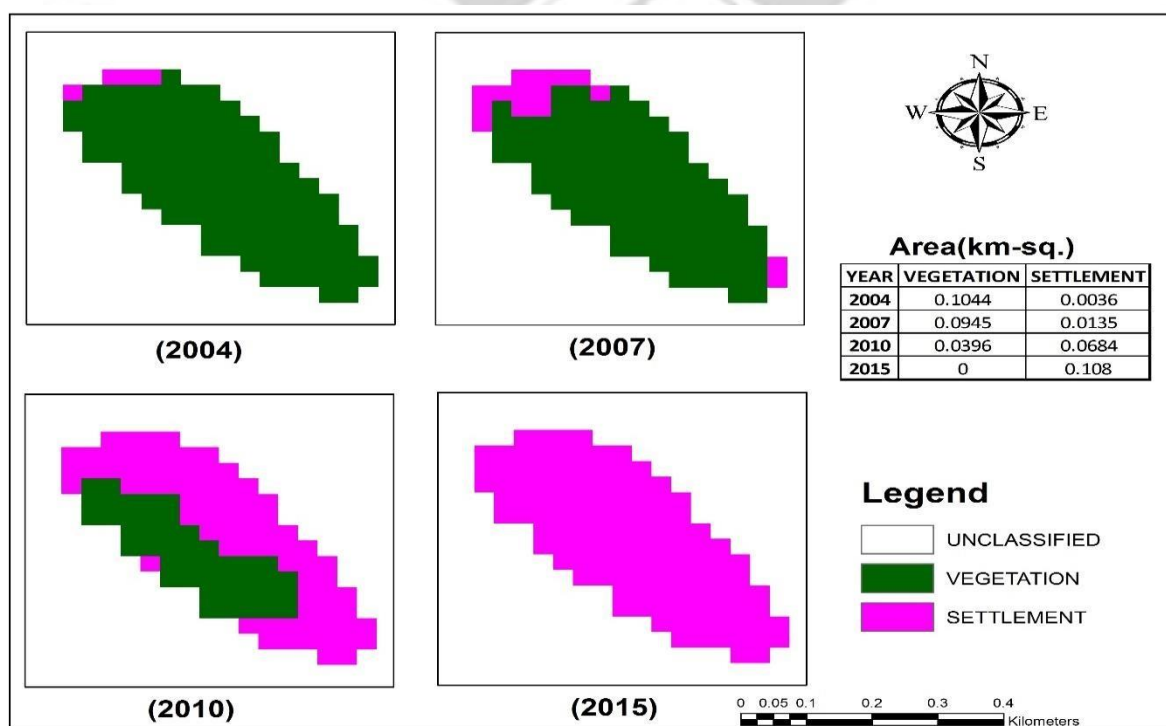 N
W E
S
Area(km-sq.)
YEAR VEGETATION SETTLEMENT
2004 0.1044 0.0036
2007 0.0945 0.0135
2010 0.0396 0.0684
2015 0 0.108
(2004)
(2007)
Legend
UNCLASSIFIED
VEGETATION
SETTLEMENT
(2010)
(2015)
0 0.05 0.1 0.2 0.3 0.4
Kilometers